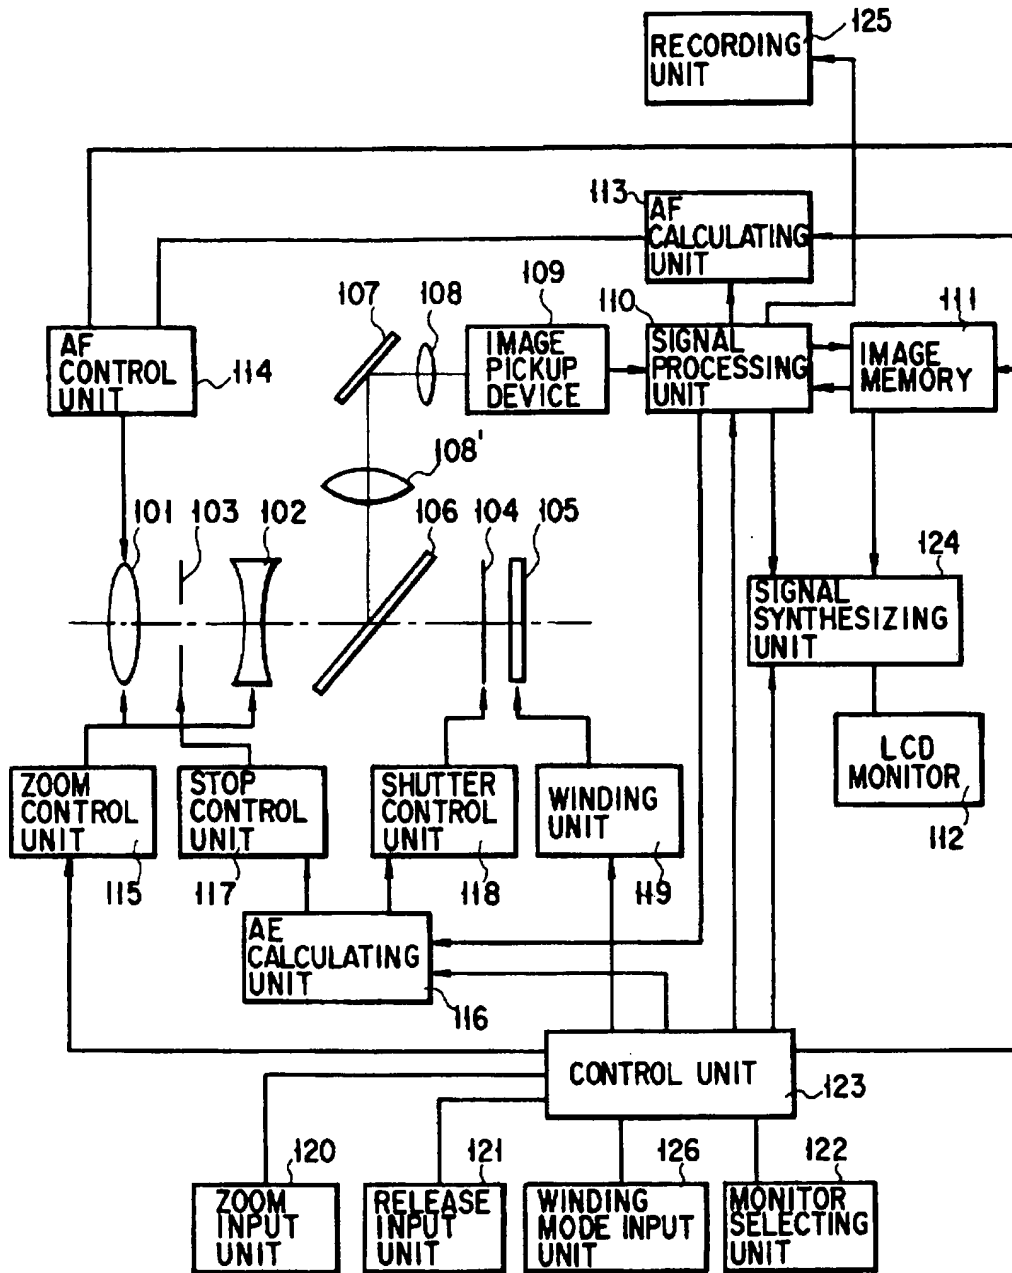 125
RECORDING
UNIT
113
AF
CALCULATING
UNIT
107
108
109
110
111
AF
CONTROL
UNIT
114
IMAGE
PICKUP
DEVICE
SIGNAL
PROCESSING
UNIT
IMAGE
MEMORY
108'
101
103
102
106
104
105
124
SIGNAL
SYNTHESIZING
UNIT
ZOOM
CONTROL
UNIT
115
STOP
CONTROL
UNIT
117
SHUTTER
CONTROL
UNIT
118
WINDING
UNIT
119
LCD
MONITOR
112
AE
CALCULATING
UNIT
116
CONTROL UNIT
123
120
121
126
122
ZOOM
INPUT
UNIT
RELEASE
INPUT
UNIT
WINDING
MODE INPUT
UNIT
MONITOR
SELECTING
UNIT